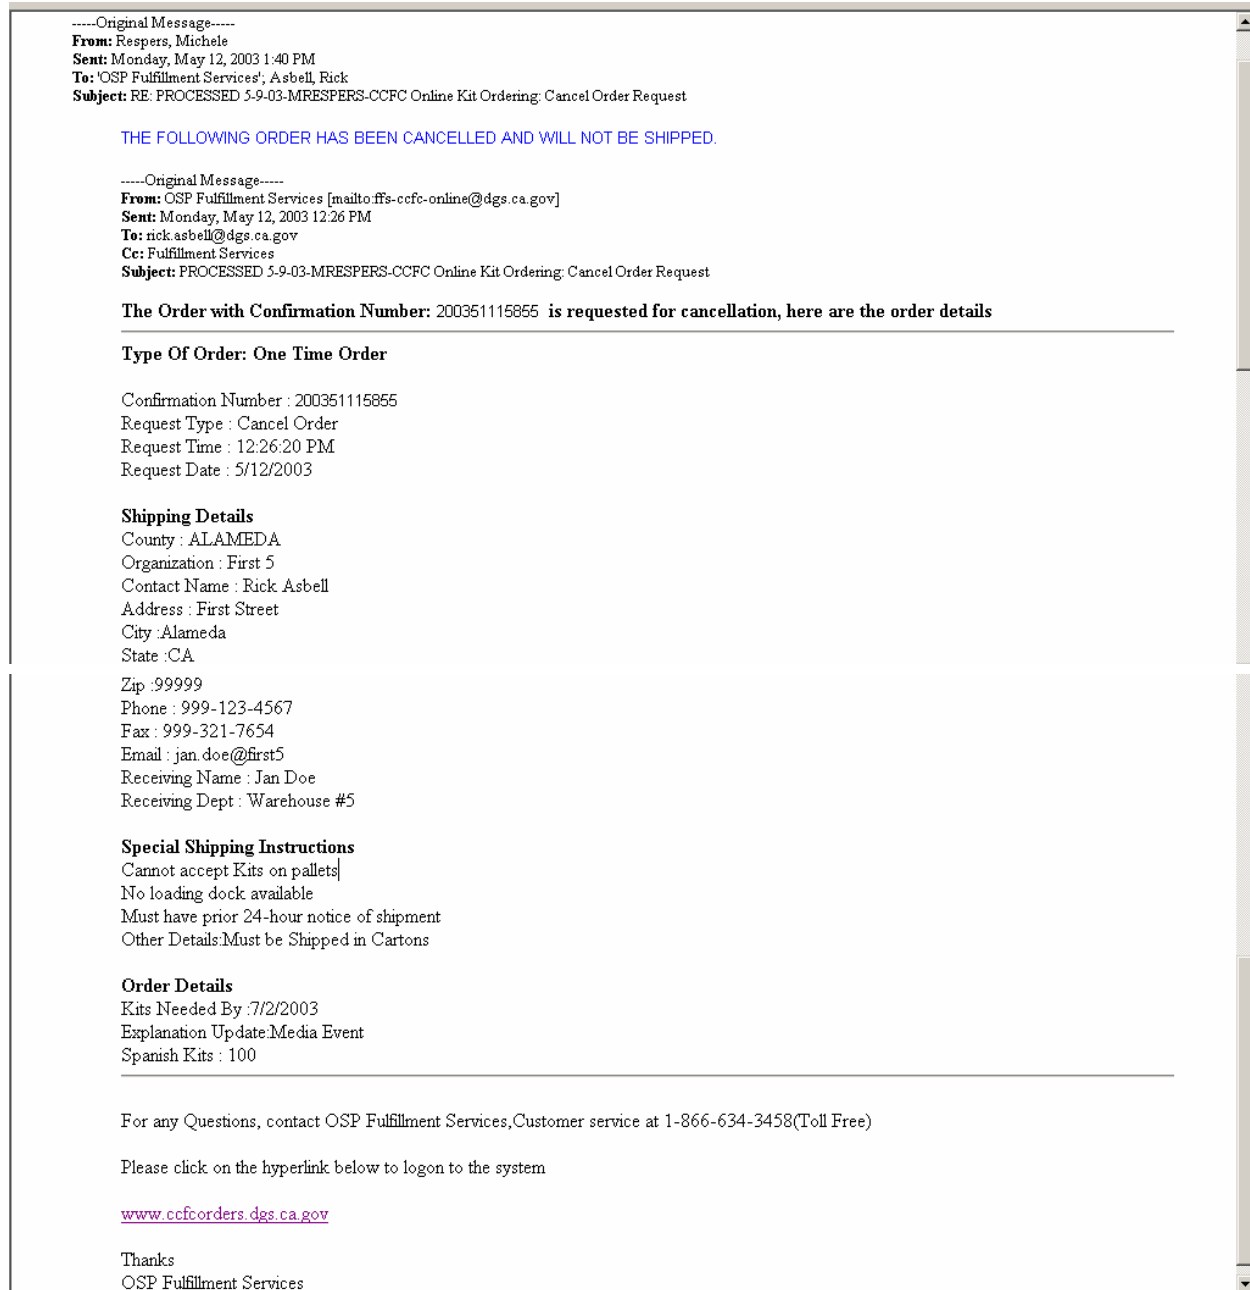 -----Original Message-----
From: Respers, Michele
Sent: Monday, May 12, 2003 1:40 PM
To: 'OSP Fulfillment Services'; Asbell, Rick
Subject: RE: PROCESSED 5-9-03-MRESPERS-CCFC Online Kit Ordering: Cancel Order Request
THE FOLLOWING ORDER HAS BEEN CANCELLED AND WILL NOT BE SHIPPED.
-----Original Message-----
From: OSP Fulfillment Services [mailto:ffs-ccfc-online@dgs.ca.gov]
Sent: Monday, May 12, 2003 12:26 PM
To: rick.asbell@dgs.ca.gov
Cc: Fulfillment Services
Subject: PROCESSED 5-9-03-MRESPERS-CCFC Online Kit Ordering: Cancel Order Request
The Order with Confirmation Number: 200351115855 is requested for cancellation, here are the order details
Type Of Order: One Time Order
Confirmation Number : 200351115855
Request Type : Cancel Order
Request Time : 12:26:20 PM
Request Date : 5/12/2003
Shipping Details
County : ALAMEDA
Organization : First 5
Contact Name : Rick Asbell
Address : First Street
City :Alameda
State :CA
Zip :99999
Phone : 999-123-4567
Fax : 999-321-7654
Email : jan.doe@first5
Receiving Name : Jan Doe
Receiving Dept : Warehouse #5
Special Shipping Instructions
Cannot accept Kits on pallets
No loading dock available
Must have prior 24-hour notice of shipment
Other Details:Must be Shipped in Cartons
Order Details
Kits Needed By :7/2/2003
Explanation Update:Media Event
Spanish Kits : 100
For any Questions, contact OSP Fulfillment Services,Customer service at 1-866-634-3458(Toll Free)
Please click on the hyperlink below to logon to the system
www.ccfcorders.dgs.ca.gov
Thanks
OSP Fulfillment Services